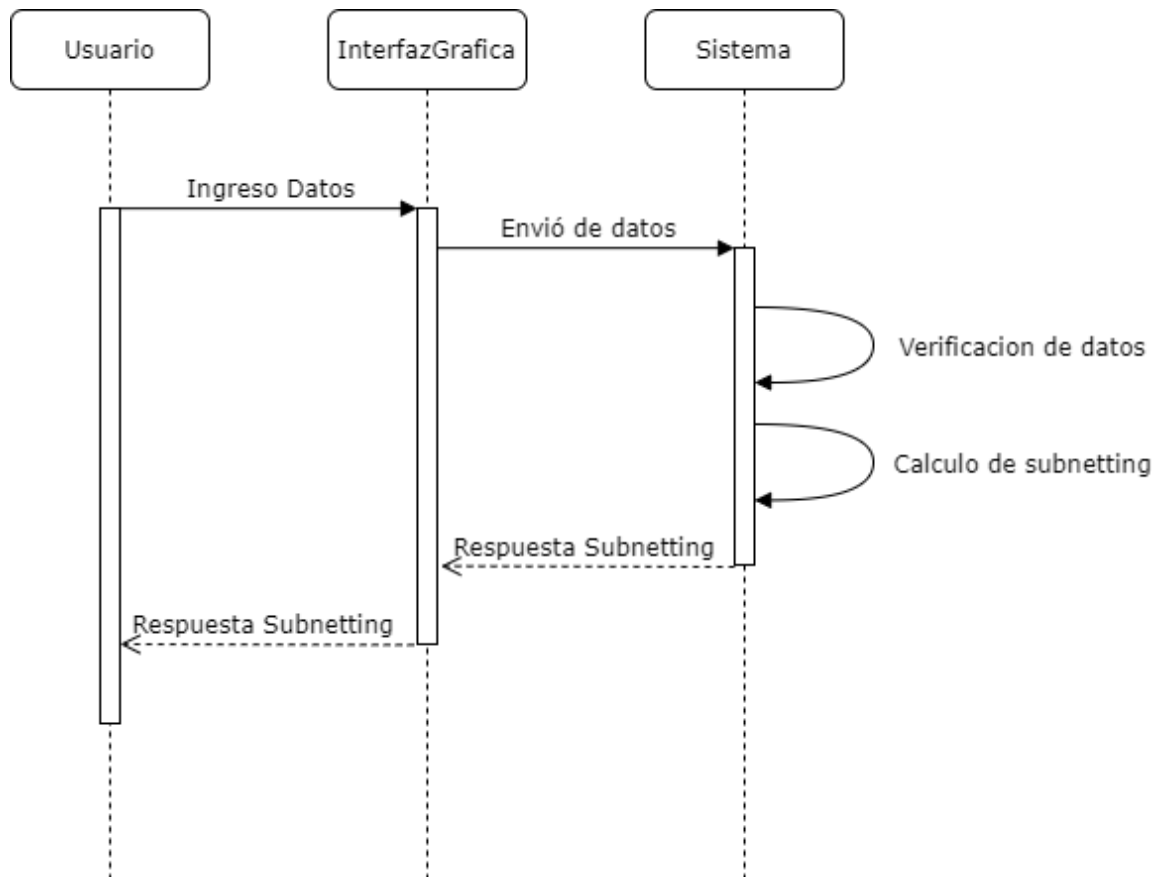 Usuario
InterfazGrafica
Sistema
Ingreso Datos
Envió de datos
Verificacion de datos
Calculo de subnetting
Respuesta Subnetting
Respuesta Subnetting